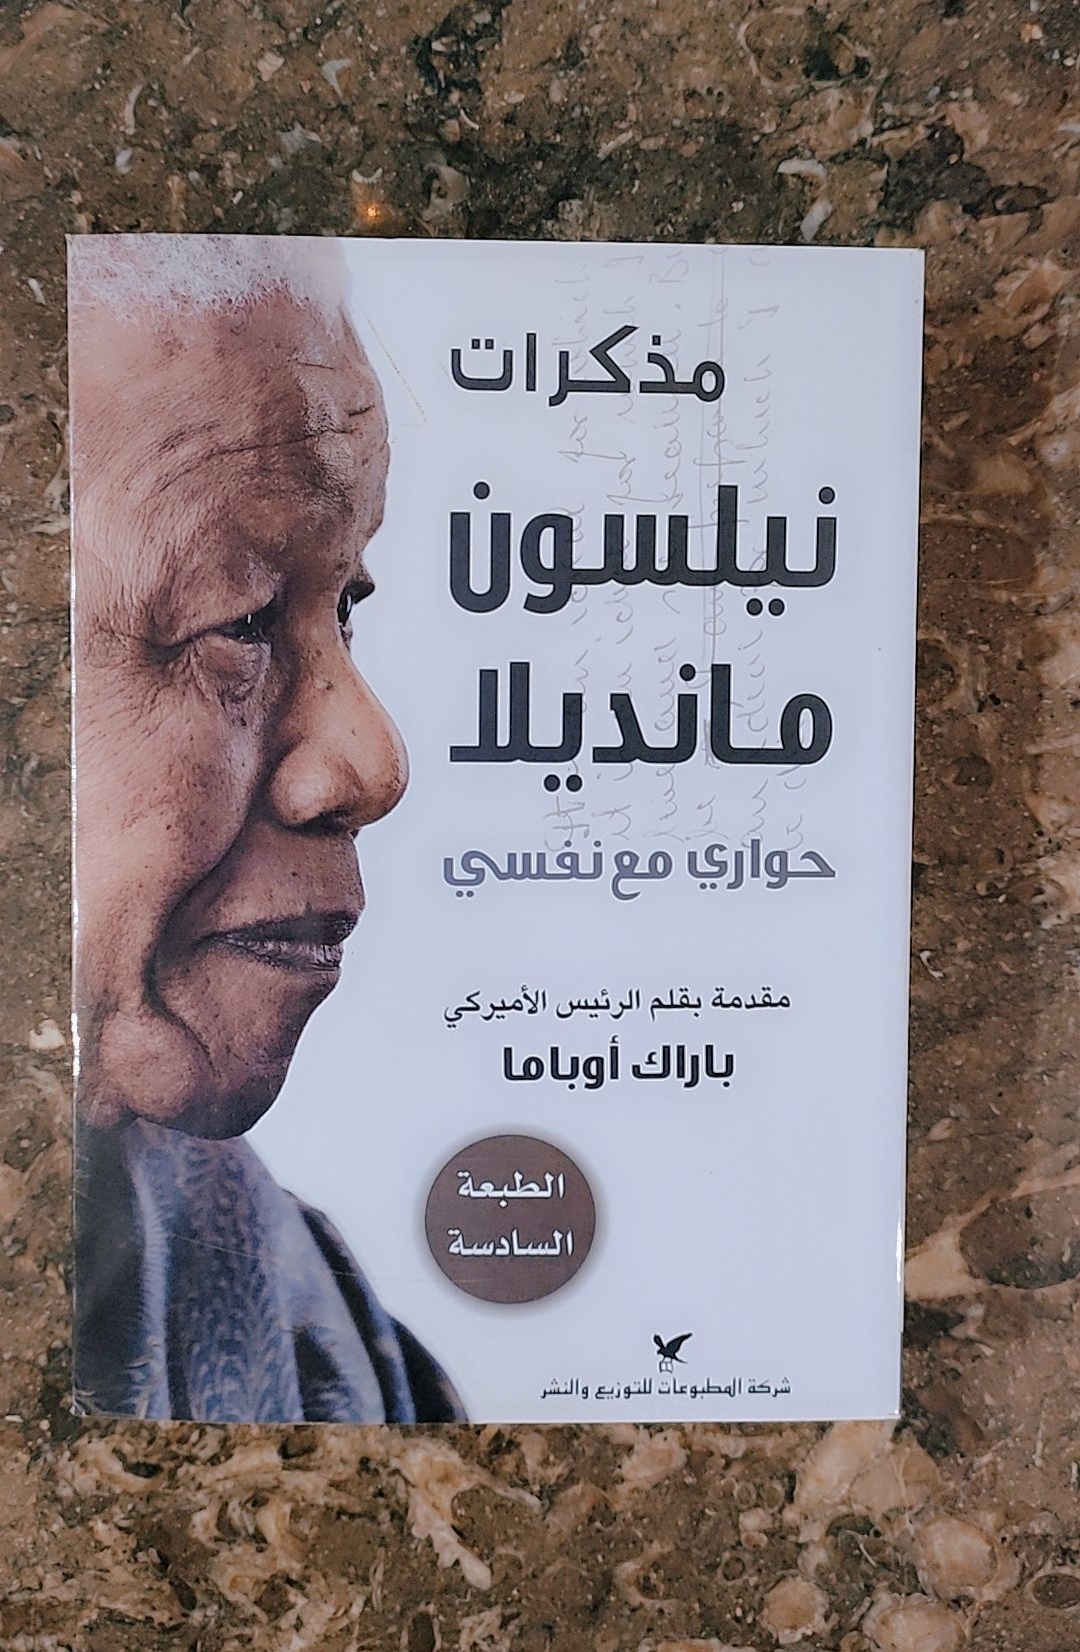 مذكرات
نيلسون
مانديلا
حواري مع نفسي
مقدمة بقلم الرئيس الأميركي
باراك أوباما
الطبعة
السادسة
شركة المطبوعات للتوزيع والنشر